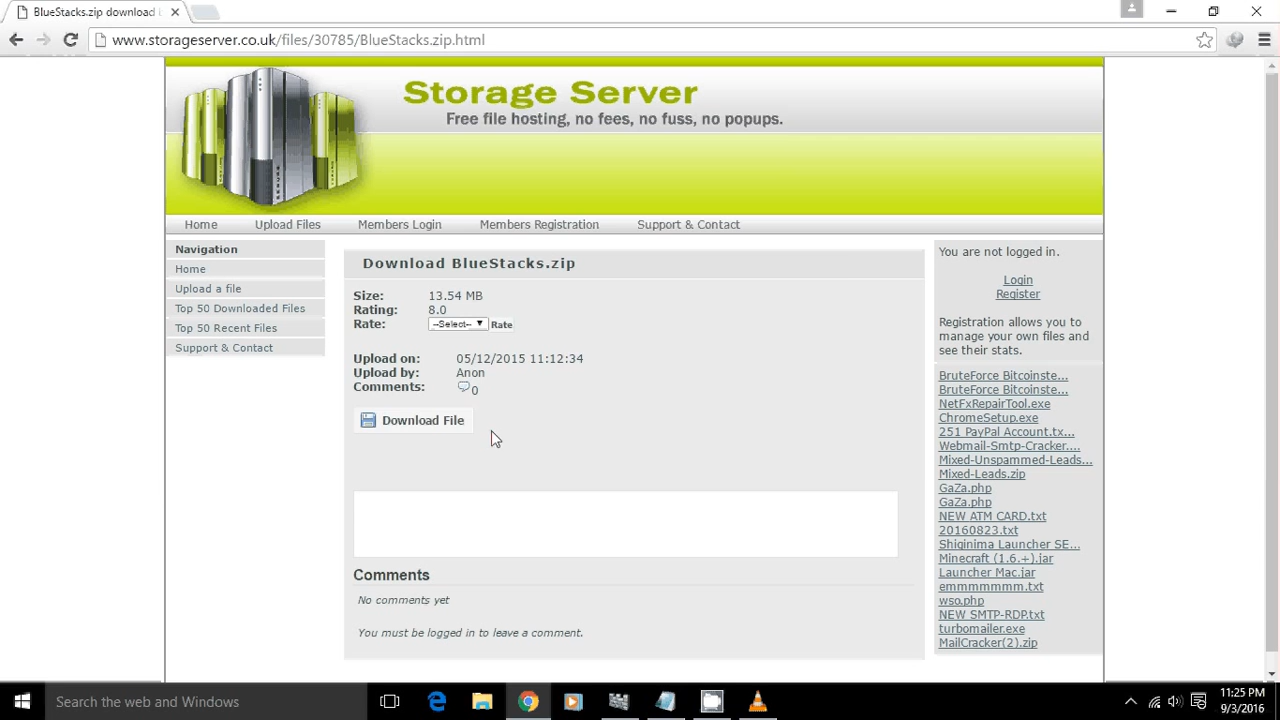 BlueStacks.zip download b
www.storageserver.co.uk/files/30785/BlueStacks.zip.html
Storage Server
Free file hosting, no fees, no fuss, no popups.
Home Upload Files Members Login Members Registration Support & Contact
Navigation
Home
Upload a file
Top 50 Downloaded Files
Top 50 Recent Files
Support & Contact
Download BlueStacks.zip
Size: 13.54 MB
Rating: 8.0
Rate: --Select-- Rate
Upload on: 05/12/2015 11:12:34
Upload by: Anon
Comments: 0
Download File
Comments
No comments yet
You must be logged in to leave a comment.
You are not logged in.
Login
Register
Registration allows you to
manage your own files and
see their stats.
BruteForce Bitcoinste...
BruteForce Bitcoinste...
NetFxRepairTool.exe
ChromeSetup.exe
251 PayPal Account.tx...
Webmail-Smtp-Cracker....
Mixed-Unspammed-Leads...
Mixed-Leads.zip
GaZa.php
GaZa.php
NEW ATM CARD.txt
20160823.txt
Shiginima Launcher SE...
Minecraft (1.6.+).jar
Launcher Mac.jar
emmmmmmm.txt
wso.php
NEW SMTP-RDP.txt
turbomailer.exe
MailCracker(2).zip
Search the web and Windows
11:25 PM
9/3/2016